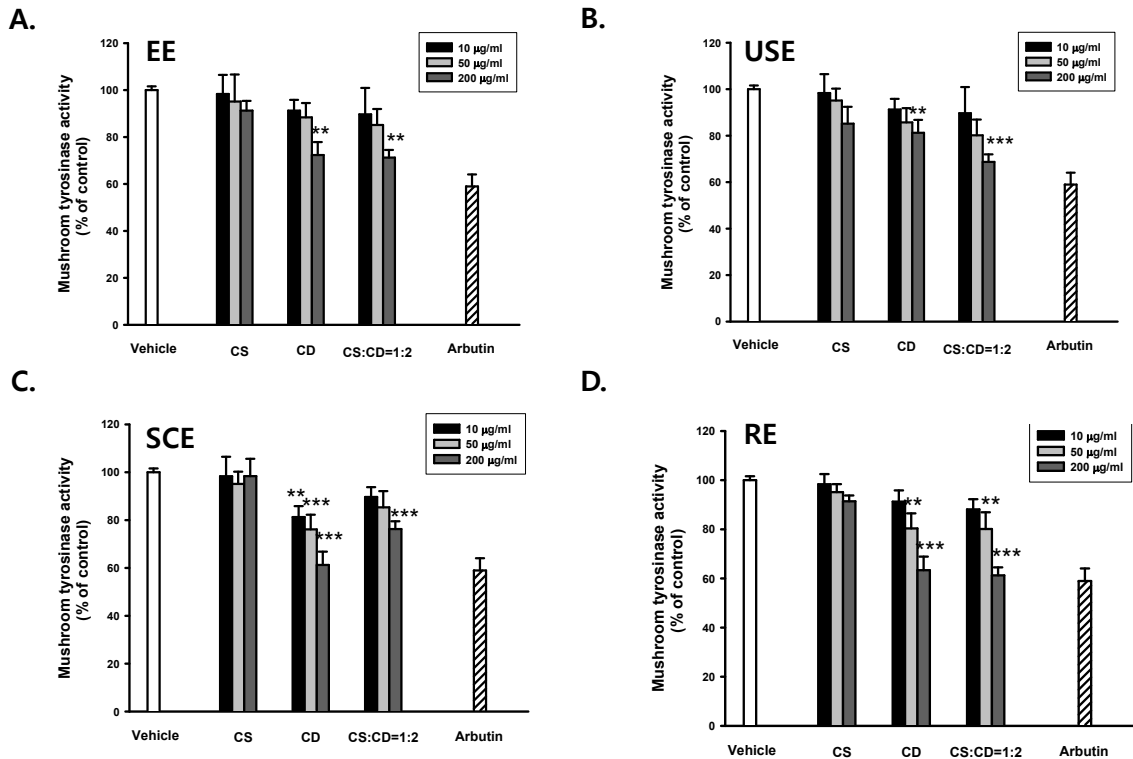 A.
EE
10 µg/ml
50 µg/ml
200 µg/ml
Mushroom tyrosinase activity
(% of control)
120
100
80
60
40
20
0
**
**
Vehicle
CS
CD
CS:CD=1:2
Arbutin
B.
USE
10 µg/ml
50 µg/ml
200 µg/ml
Mushroom tyrosinase activity
(% of control)
120
100
80
60
40
20
0
**
***
Vehicle
CS
CD
CS:CD=1:2
Arbutin
C.
SCE
10 µg/ml
50 µg/ml
200 µg/ml
Mushroom tyrosinase activity
(% of control)
120
100
80
60
40
20
0
**
***
***
***
Vehicle
CS
CD
CS:CD=1:2
Arbutin
D.
RE
10 µg/ml
50 µg/ml
200 µg/ml
Mushroom tyrosinase activity
(% of control)
120
100
80
60
40
20
0
**
***
**
***
Vehicle
CS
CD
CS:CD=1:2
Arbutin